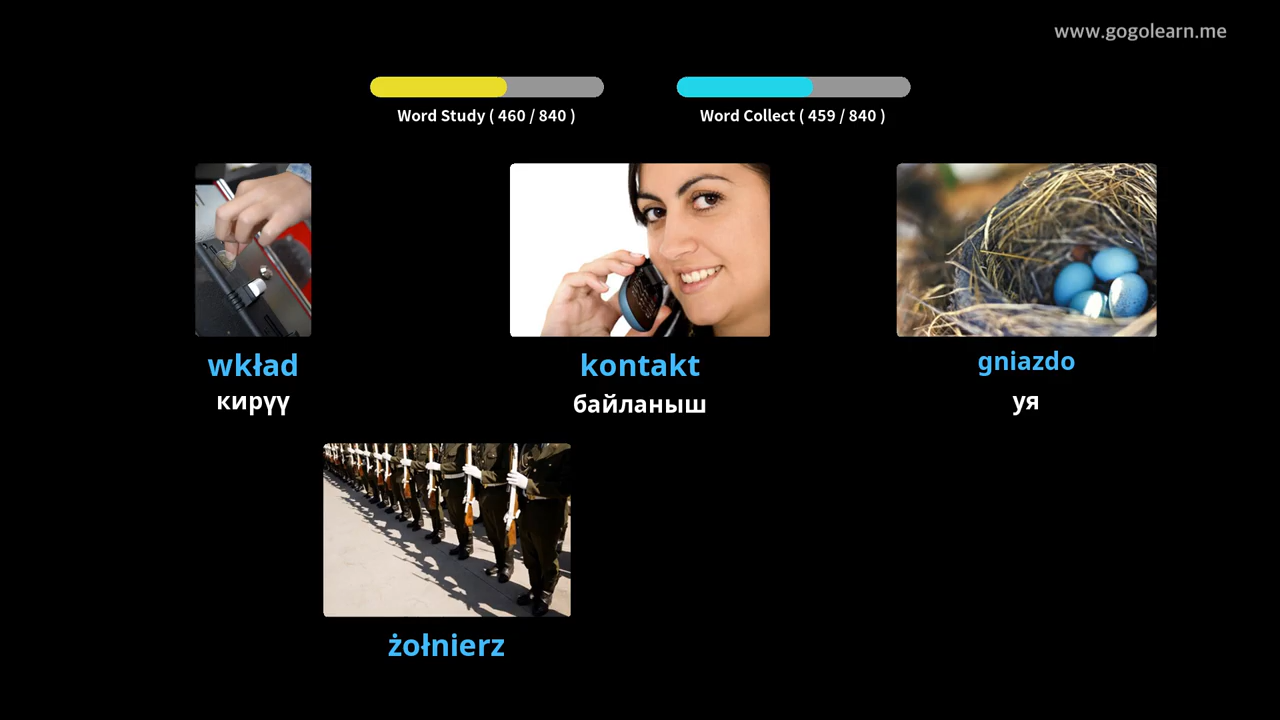 www.gogolearn.me
Word Study ( 460 / 840 )
Word Collect ( 459 / 840 )
wkład
кирүү
kontakt
байланыш
gniazdo
уя
żołnierz